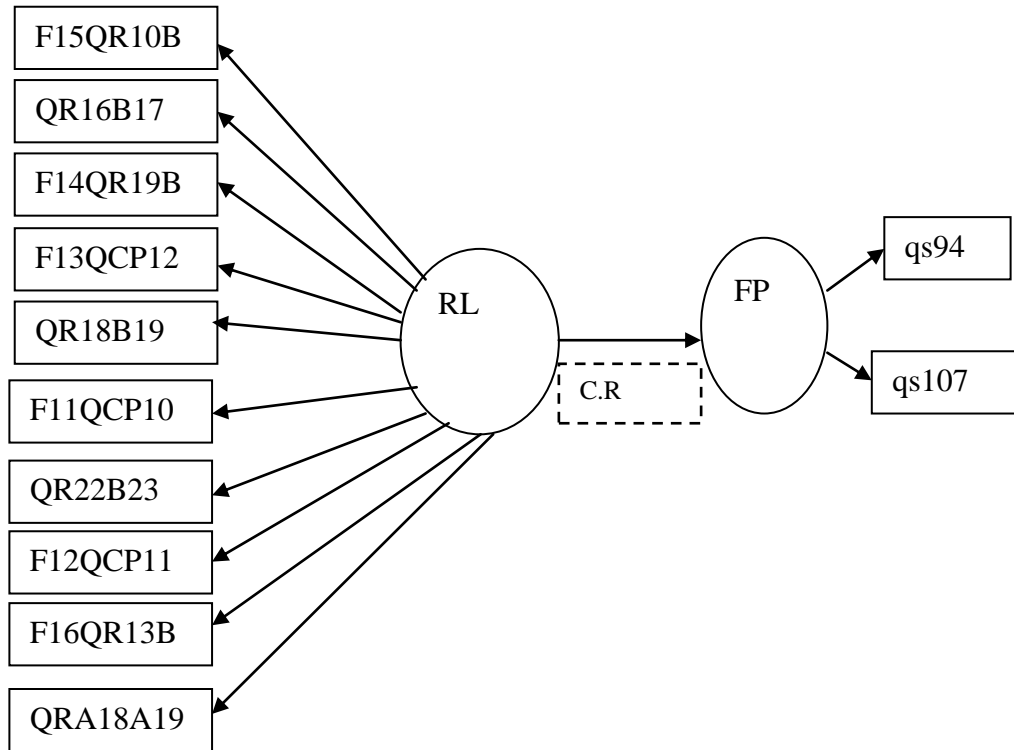 F15QR10B
QR16B17
F14QR19B
F13QCP12
QR18B19
F11QCP10
QR22B23
F12QCP11
F16QR13B
QRA18A19
RL
C.R
FP
qs94
qs107